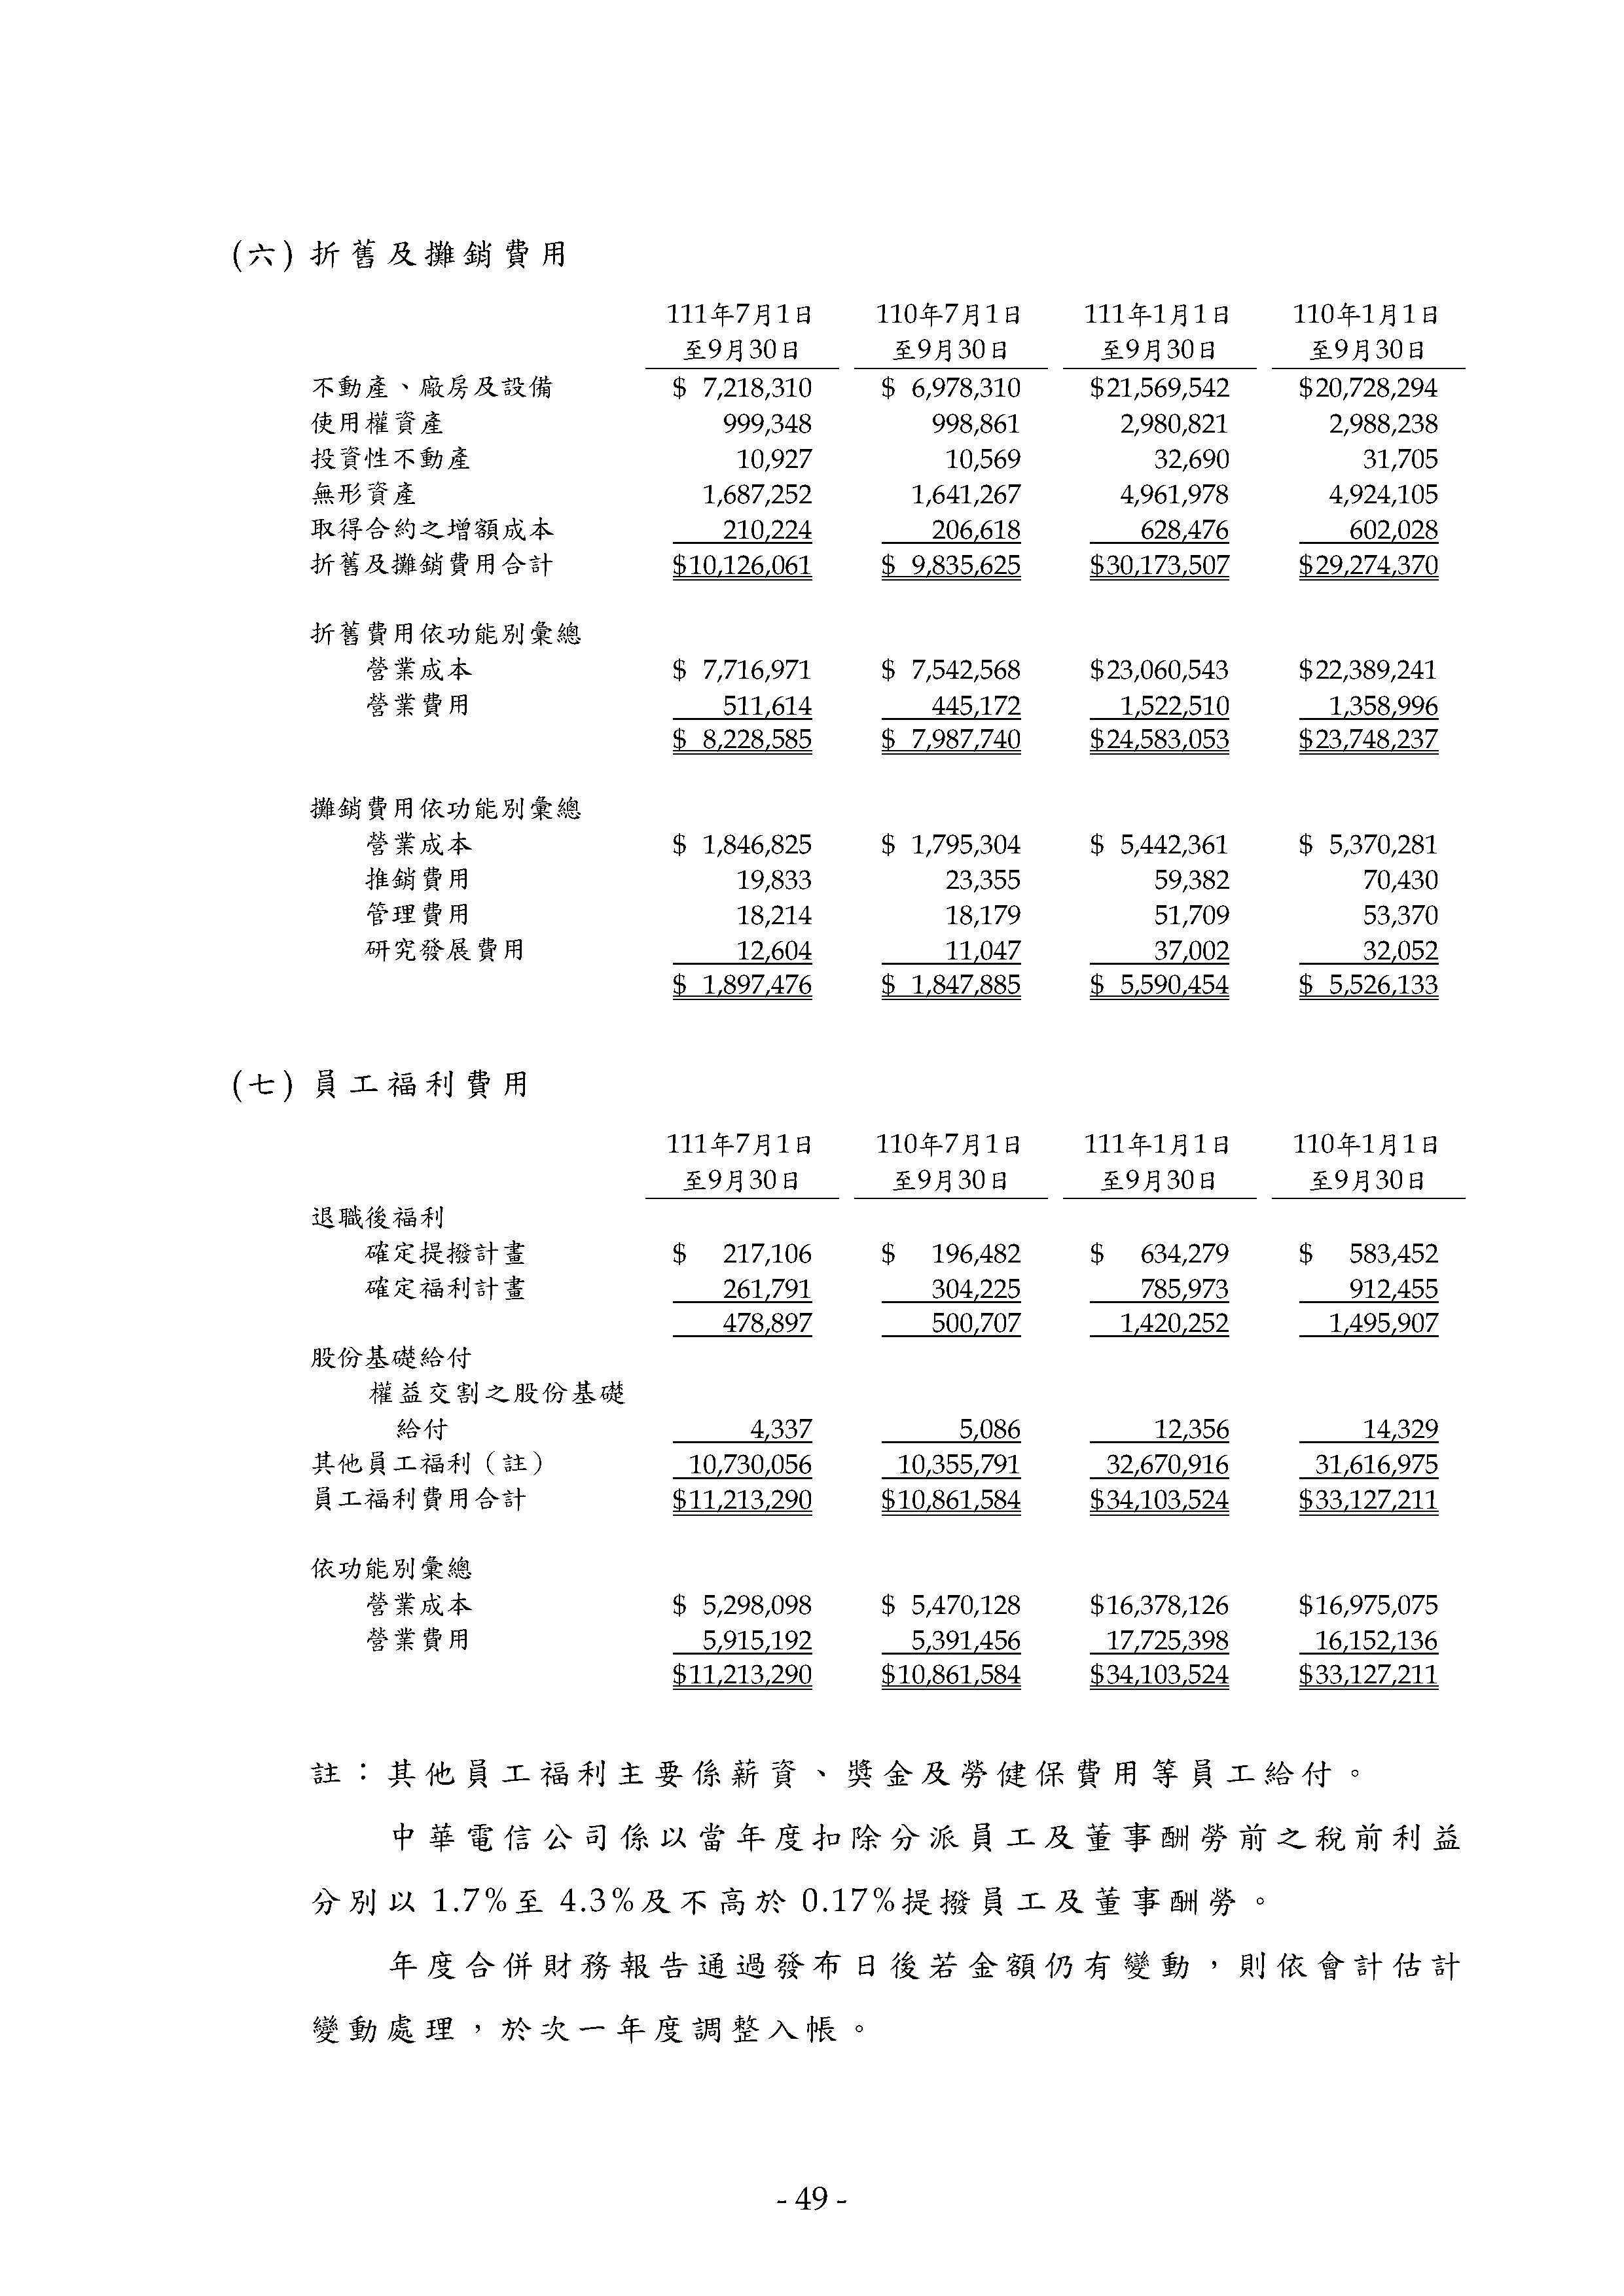 (六) 折舊及攤銷費用
111年7月1日 110年7月1日 111年1月1日 110年1月1日
至9月30日 至9月30日 至9月30日 至9月30日
不動產、廠房及設備 $ 7,218,310 $ 6,978,310 $21,569,542 $20,728,294
使用權資產 999,348 998,861 2,980,821 2,988,238
投資性不動產 10,927 10,569 32,690 31,705
無形資產 1,687,252 1,641,267 4,961,978 4,924,105
取得合約之增額成本 210,224 206,618 628,476 602,028
折舊及攤銷費用合計 $10,126,061 $ 9,835,625 $30,173,507 $29,274,370
折舊費用依功能別彙總
營業成本 $ 7,716,971 $ 7,542,568 $23,060,543 $22,389,241
營業費用 511,614 445,172 1,522,510 1,358,996
$ 8,228,585 $ 7,987,740 $24,583,053 $23,748,237
攤銷費用依功能別彙總
營業成本 $ 1,846,825 $ 1,795,304 $ 5,442,361 $ 5,370,281
推銷費用 19,833 23,355 59,382 70,430
管理費用 18,214 18,179 51,709 53,370
研究發展費用 12,604 11,047 37,002 32,052
$ 1,897,476 $ 1,847,885 $ 5,590,454 $ 5,526,133
(七) 員工福利費用
111年7月1日 110年7月1日 111年1月1日 110年1月1日
至9月30日 至9月30日 至9月30日 至9月30日
退職後福利
確定提撥計畫 $ 217,106 $ 196,482 $ 634,279 $ 583,452
確定福利計畫 261,791 304,225 785,973 912,455
478,897 500,707 1,420,252 1,495,907
股份基礎給付
權益交割之股份基礎
給付 4,337 5,086 12,356 14,329
其他員工福利（註） 10,730,056 10,355,791 32,670,916 31,616,975
員工福利費用合計 $11,213,290 $10,861,584 $34,103,524 $33,127,211
依功能別彙總
營業成本 $ 5,298,098 $ 5,470,128 $16,378,126 $16,975,075
營業費用 5,915,192 5,391,456 17,725,398 16,152,136
$11,213,290 $10,861,584 $34,103,524 $33,127,211
註：其他員工福利主要係薪資、獎金及勞健保費用等員工給付。
中華電信公司係以當年度扣除分派員工及董事酬勞前之稅前利益
分別以 1.7%至 4.3%及不高於 0.17%提撥員工及董事酬勞。
年度合併財務報告通過發布日後若金額仍有變動，則依會計估計
變動處理，於次一年度調整入帳。
- 49 -